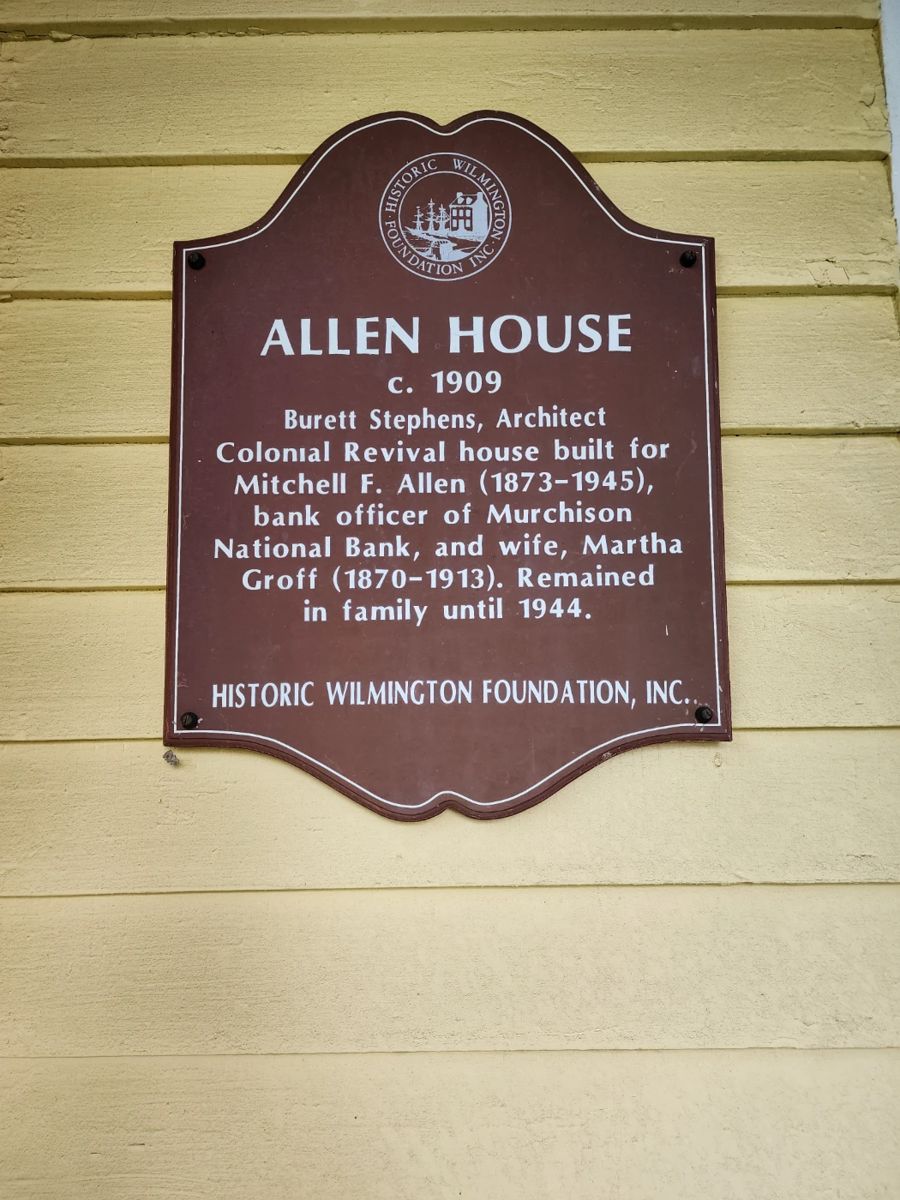 HISTORIC WILMINGTON
FOUNDATION INC.
ALLEN HOUSE
c. 1909
Burett Stephens, Architect
Colonial Revival house built for
Mitchell F. Allen (1873-1945),
bank officer of Murchison
National Bank, and wife, Martha
Groff (1870-1913). Remained
in family until 1944.
HISTORIC WILMINGTON FOUNDATION, INC.